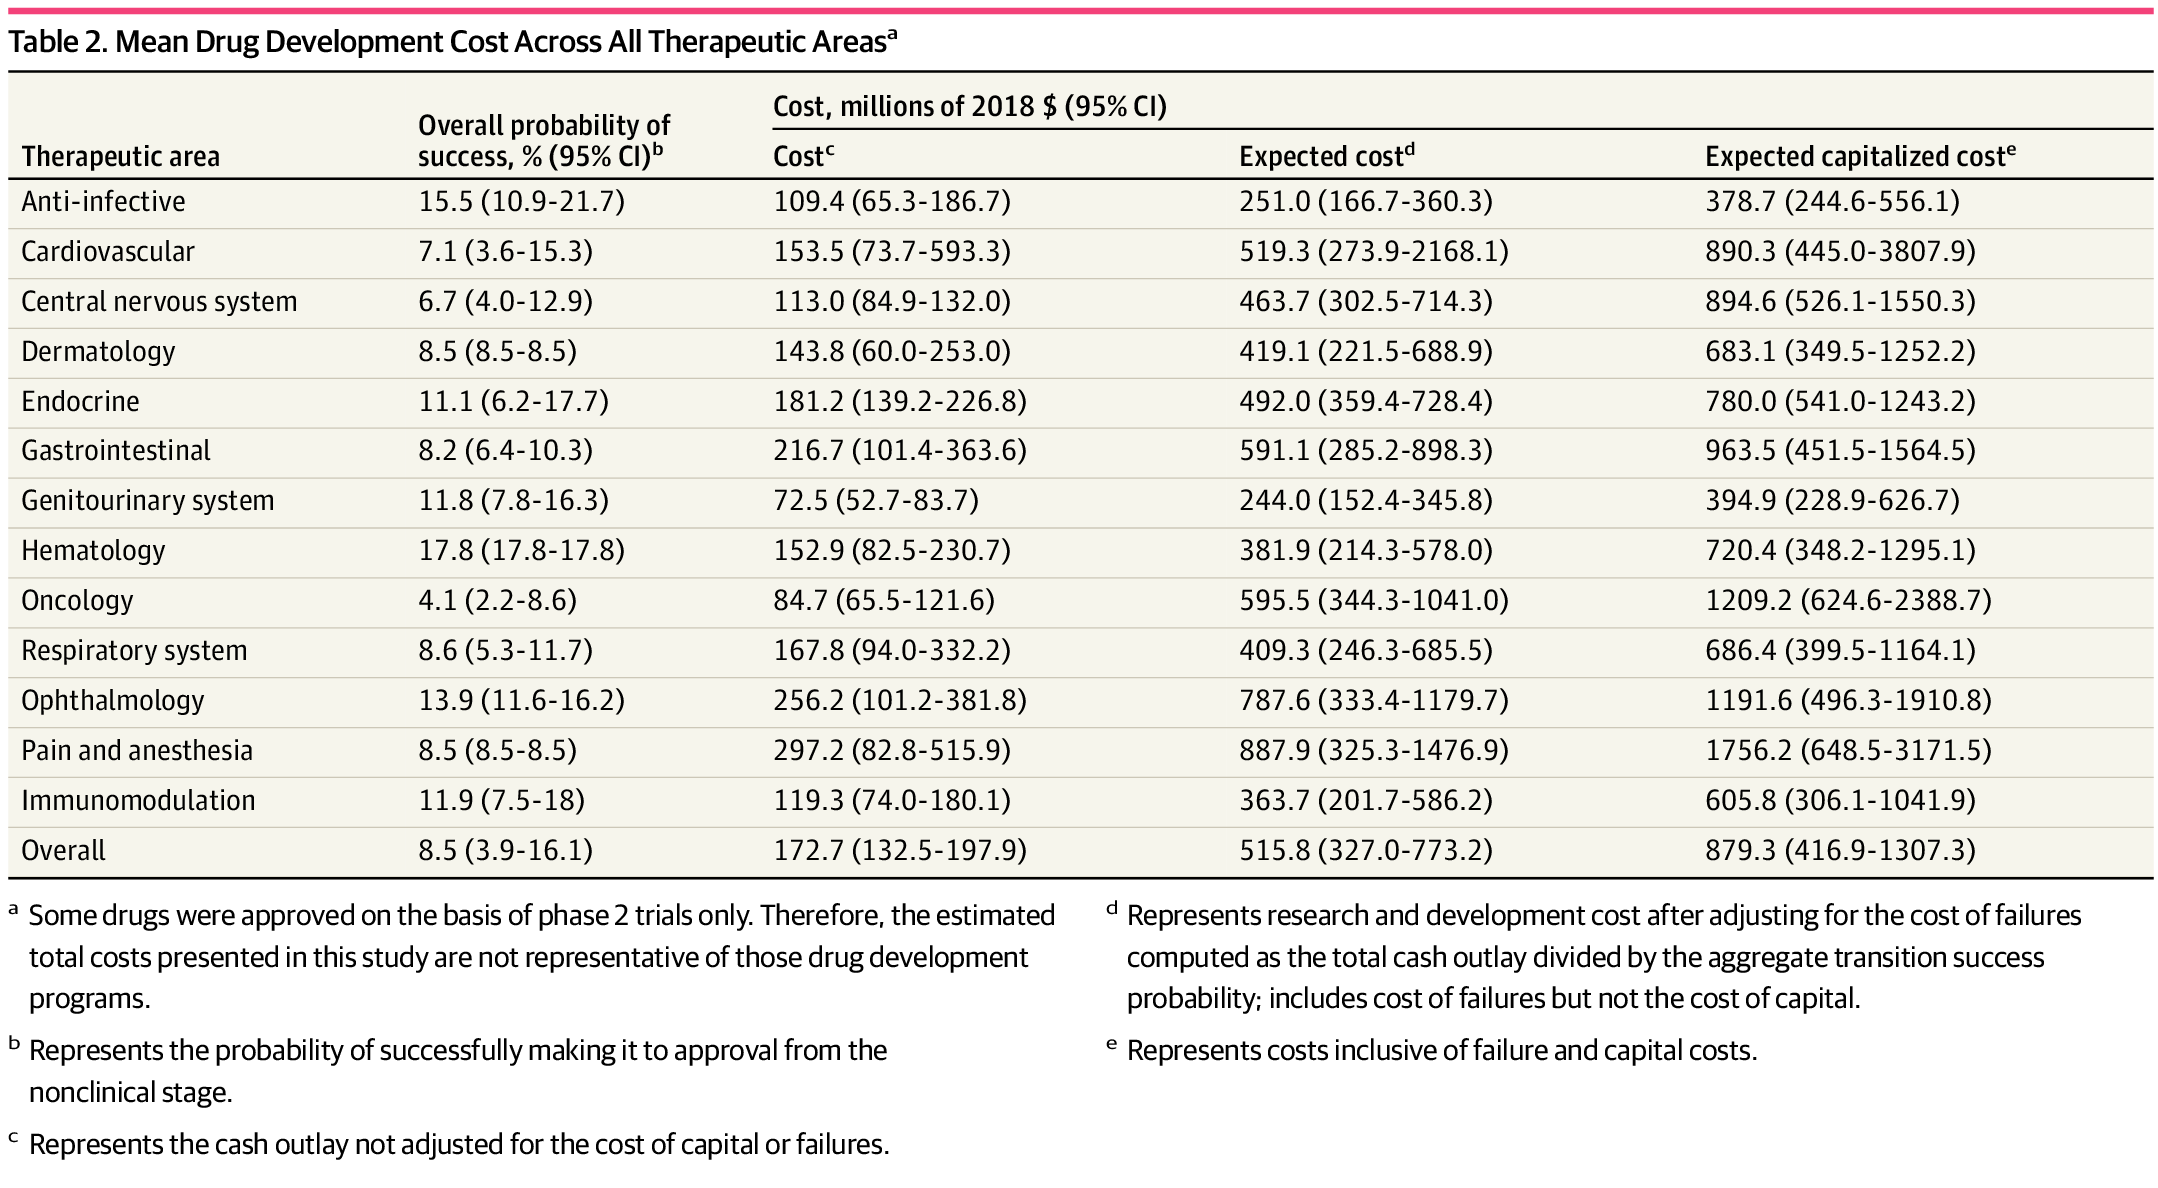 Table 2. Mean Drug Development Cost Across All Therapeutic Areasa
Therapeutic area Overall probability of success, % (95% CI)b Cost, millions of 2018 $ (95% CI)
Costc Expected costd Expected capitalized coste
Anti-infective 15.5 (10.9-21.7) 109.4 (65.3-186.7) 251.0 (166.7-360.3) 378.7 (244.6-556.1)
Cardiovascular 7.1 (3.6-15.3) 153.5 (73.7-593.3) 519.3 (273.9-2168.1) 890.3 (445.0-3807.9)
Central nervous system 6.7 (4.0-12.9) 113.0 (84.9-132.0) 463.7 (302.5-714.3) 894.6 (526.1-1550.3)
Dermatology 8.5 (8.5-8.5) 143.8 (60.0-253.0) 419.1 (221.5-688.9) 683.1 (349.5-1252.2)
Endocrine 11.1 (6.2-17.7) 181.2 (139.2-226.8) 492.0 (359.4-728.4) 780.0 (541.0-1243.2)
Gastrointestinal 8.2 (6.4-10.3) 216.7 (101.4-363.6) 591.1 (285.2-898.3) 963.5 (451.5-1564.5)
Genitourinary system 11.8 (7.8-16.3) 72.5 (52.7-83.7) 244.0 (152.4-345.8) 394.9 (228.9-626.7)
Hematology 17.8 (17.8-17.8) 152.9 (82.5-230.7) 381.9 (214.3-578.0) 720.4 (348.2-1295.1)
Oncology 4.1 (2.2-8.6) 84.7 (65.5-121.6) 595.5 (344.3-1041.0) 1209.2 (624.6-2388.7)
Respiratory system 8.6 (5.3-11.7) 167.8 (94.0-332.2) 409.3 (246.3-685.5) 686.4 (399.5-1164.1)
Ophthalmology 13.9 (11.6-16.2) 256.2 (101.2-381.8) 787.6 (333.4-1179.7) 1191.6 (496.3-1910.8)
Pain and anesthesia 8.5 (8.5-8.5) 297.2 (82.8-515.9) 887.9 (325.3-1476.9) 1756.2 (648.5-3171.5)
Immunomodulation 11.9 (7.5-18) 119.3 (74.0-180.1) 363.7 (201.7-586.2) 605.8 (306.1-1041.9)
Overall 8.5 (3.9-16.1) 172.7 (132.5-197.9) 515.8 (327.0-773.2) 879.3 (416.9-1307.3)
a Some drugs were approved on the basis of phase 2 trials only. Therefore, the estimated
total costs presented in this study are not representative of those drug development
programs.
b Represents the probability of successfully making it to approval from the
nonclinical stage.
c Represents the cash outlay not adjusted for the cost of capital or failures.
d Represents research and development cost after adjusting for the cost of failures
computed as the total cash outlay divided by the aggregate transition success
probability; includes cost of failures but not the cost of capital.
e Represents costs inclusive of failure and capital costs.